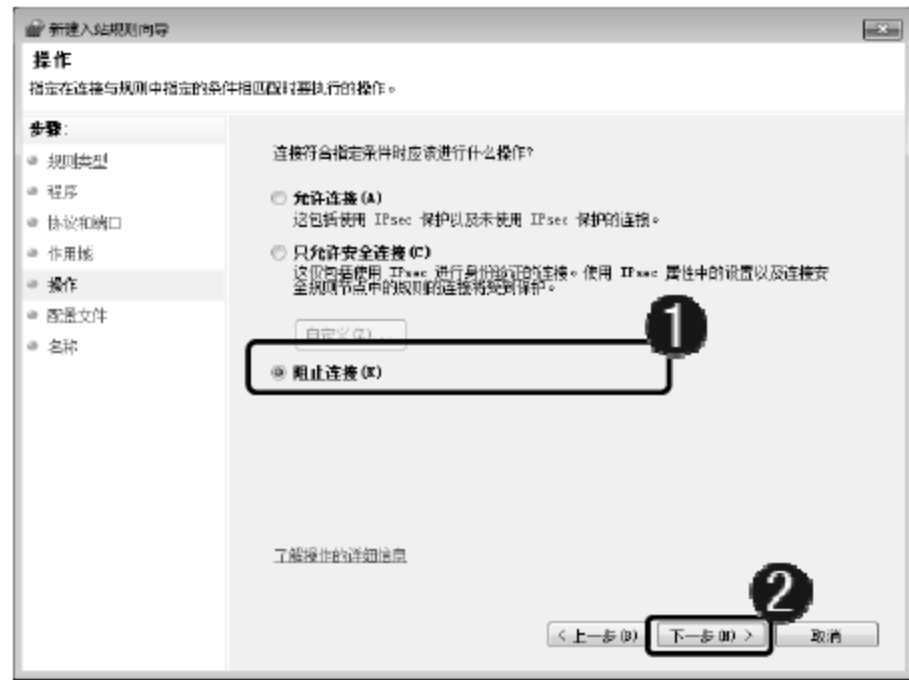 新建入站规则向导
操作
指定在连接与规则中指定的条件相匹配时要执行的操作。
步骤:
规则类型
程序
协议和端口
作用域
操作
配置文件
名称
连接符合指定条件时应该进行什么操作?
允许连接(A)
这包括使用 IPsec 保护以及未使用 IPsec 保护的连接。
只允许安全连接(C)
这仅包括使用 IPsec 进行身份验证的连接。使用 IPsec 属性中的设置以及连接安
全规则节点中的规则的连接将受到保护。
自定义(Z)...
1
阻止连接(K)
了解操作的详细信息
2
< 上一步(B)
下一步(N) >
取消